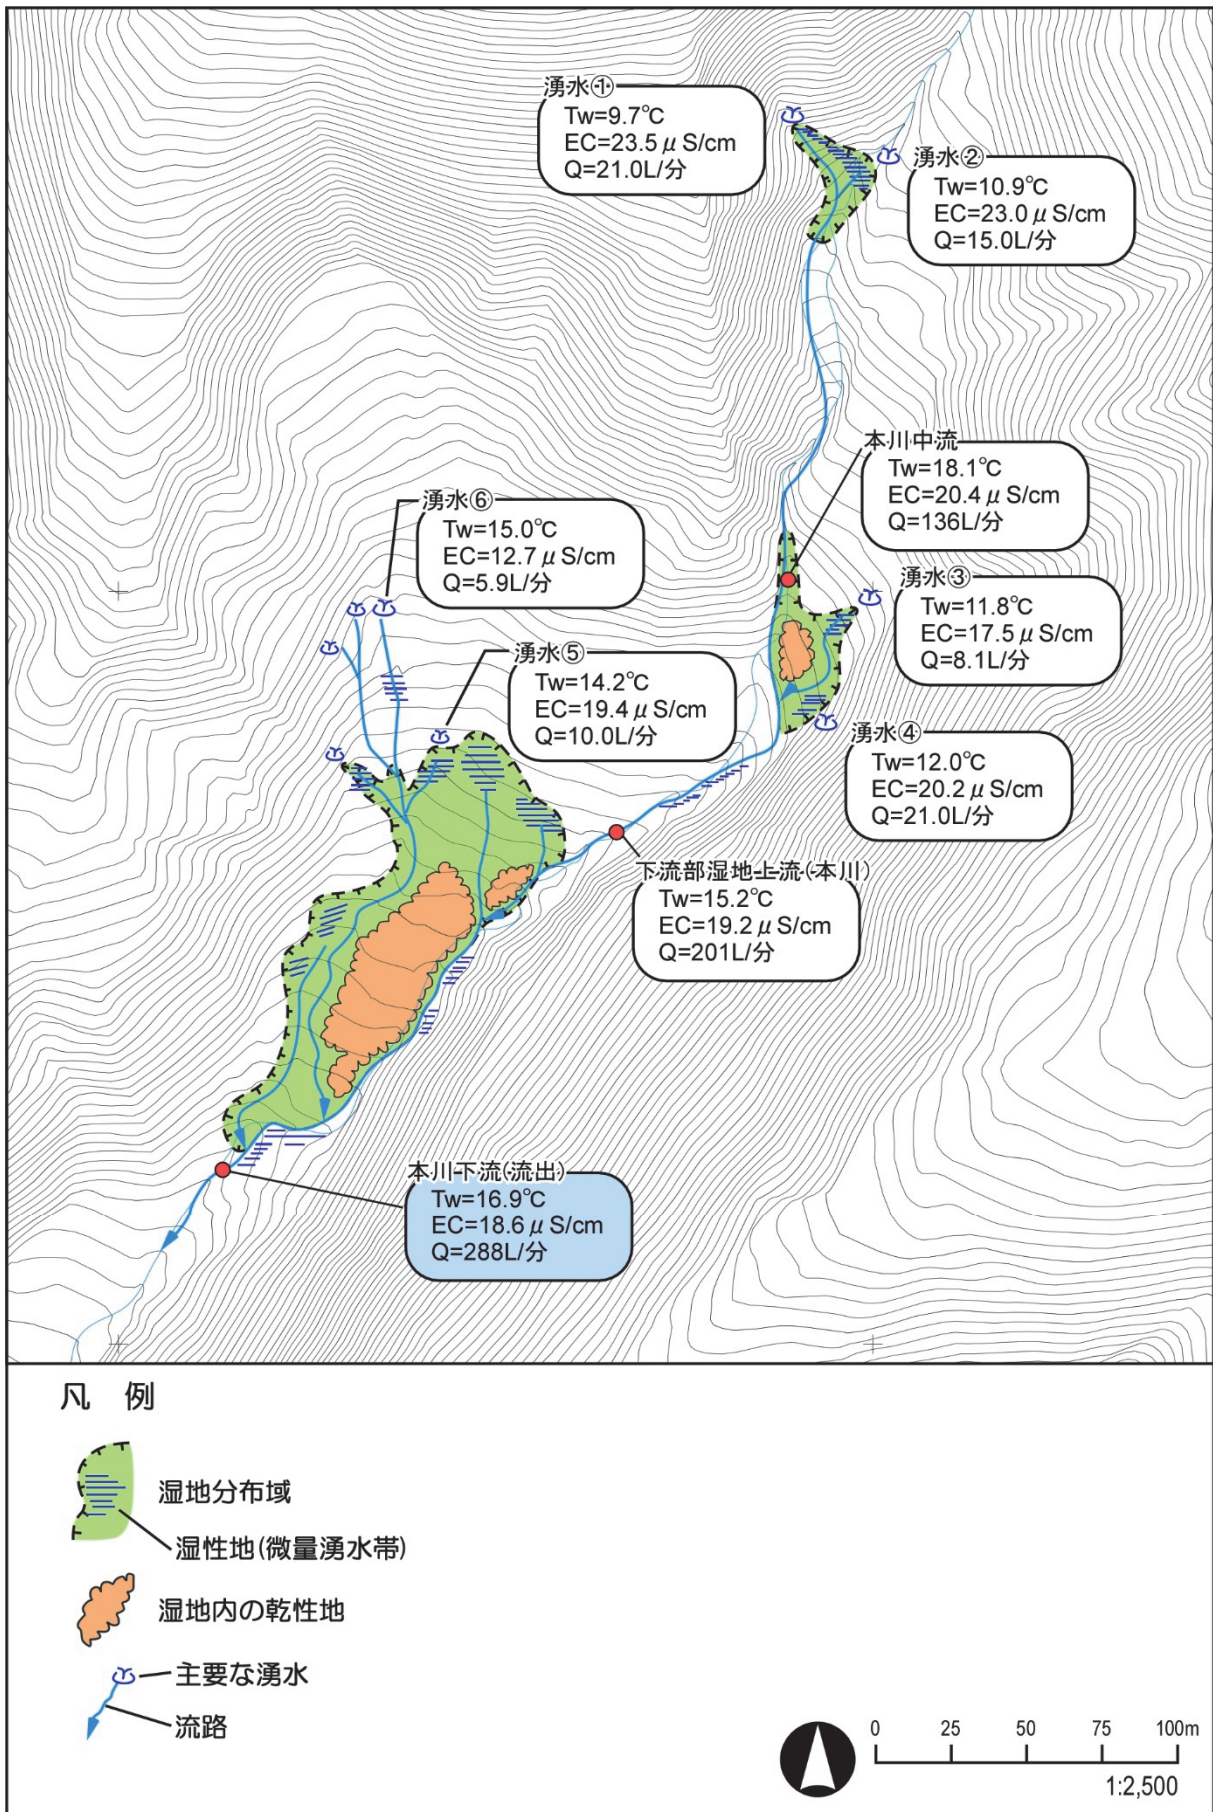 湧水①
Tw=9.7℃
EC=23.5μS/cm
Q=21.0L/分
湧水②
Tw=10.9℃
EC=23.0μS/cm
Q=15.0L/分
本川中流
Tw=18.1℃
EC=20.4μS/cm
Q=136L/分
湧水⑥
Tw=15.0℃
EC=12.7μS/cm
Q=5.9L/分
湧水③
Tw=11.8℃
EC=17.5μS/cm
Q=8.1L/分
湧水⑤
Tw=14.2℃
EC=19.4μS/cm
Q=10.0L/分
湧水④
Tw=12.0℃
EC=20.2μS/cm
Q=21.0L/分
下流部湿地上流(本川)
Tw=15.2℃
EC=19.2μS/cm
Q=201L/分
本川下流(流出)
Tw=16.9℃
EC=18.6μS/cm
Q=288L/分
凡 例
湿地分布域
湿性地(微量湧水帯)
湿地内の乾性地
主要な湧水
流路
0 25 50 75 100m
1:2,500